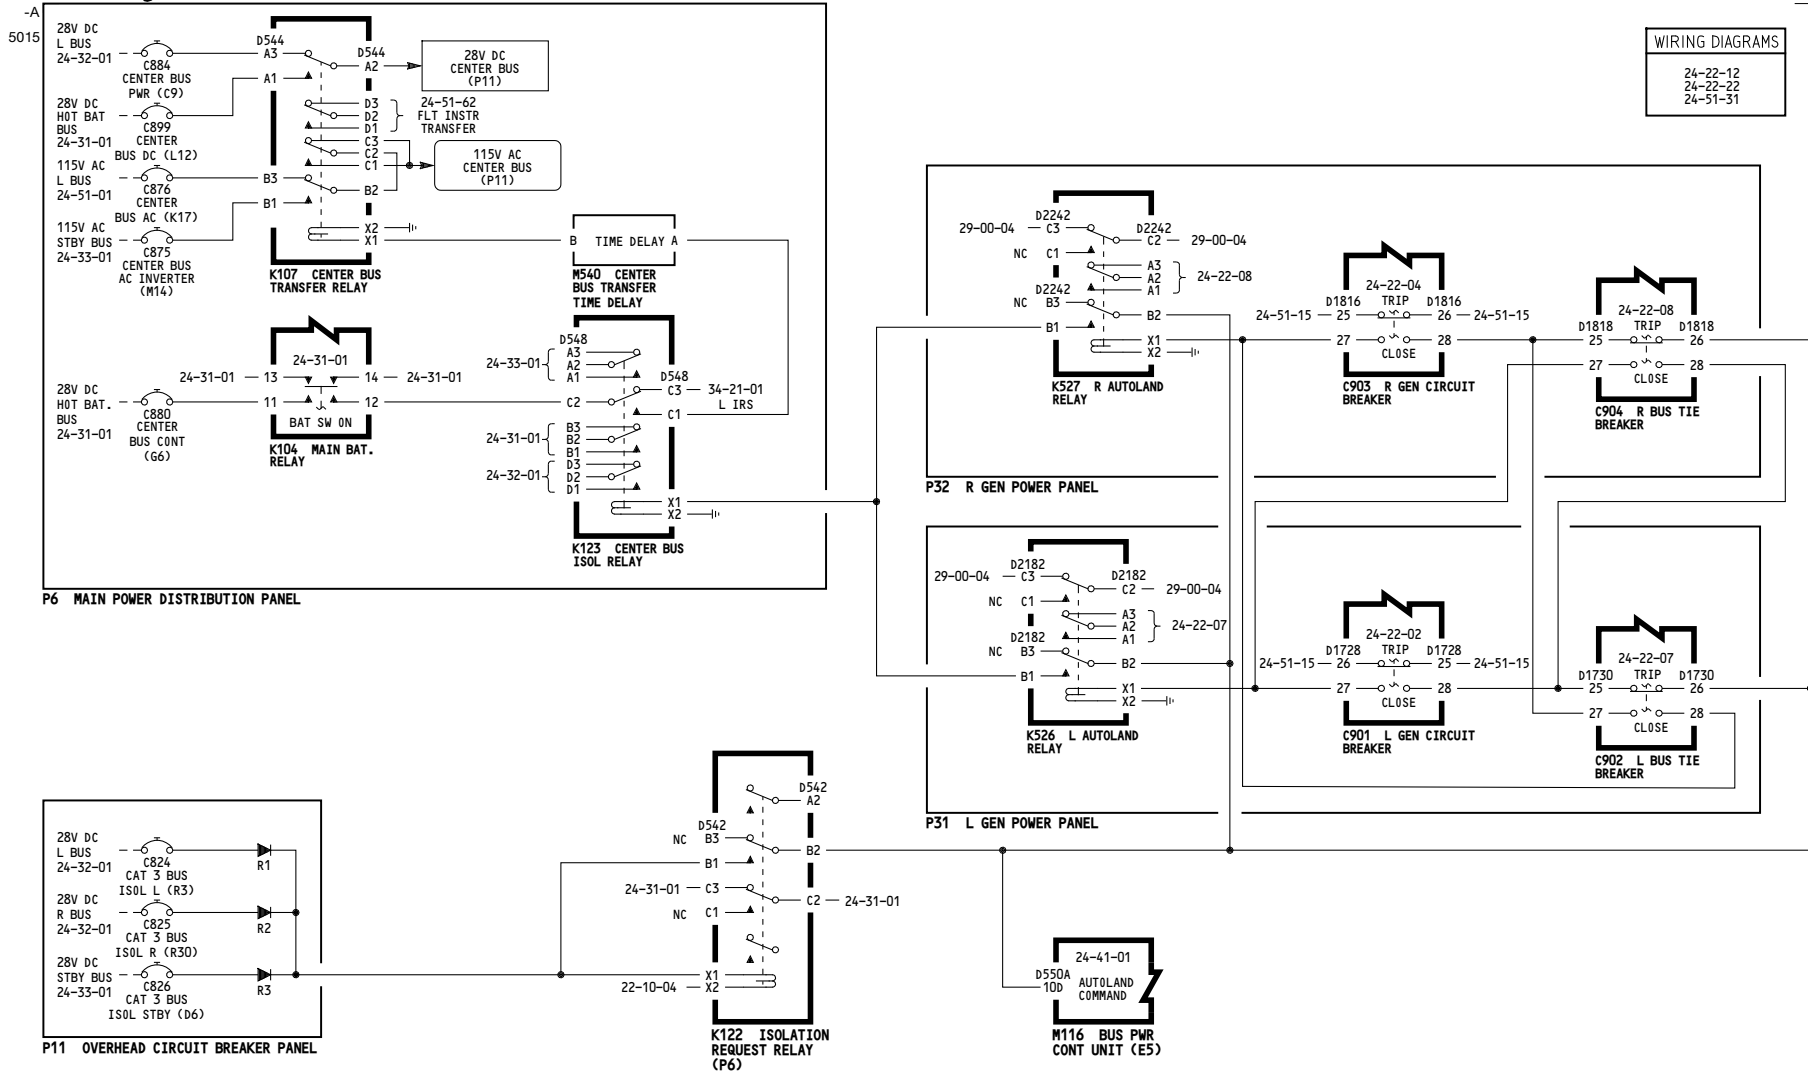 -A
5015
28V DC
L BUS
24-32-01
C884
CENTER BUS
PWR (C9)
28V DC
HOT BAT
BUS
24-31-01
C899
CENTER
BUS DC (L12)
115V AC
L BUS
24-51-01
C876
CENTER
BUS AC (K17)
115V AC
STBY BUS
24-33-01
C875
CENTER BUS
AC INVERTER
(M14)
D544
A3
A1
B3
B1
D544
A2
D3
D2
D1
C3
C2
C1
B2
X2
X1
K107 CENTER BUS
TRANSFER RELAY
28V DC
CENTER BUS
(P11)
24-51-62
FLT INSTR
TRANSFER
115V AC
CENTER BUS
(P11)
B TIME DELAY A
M540 CENTER
BUS TRANSFER
TIME DELAY
28V DC
HOT BAT.
BUS
24-31-01
C880
CENTER
BUS CONT
(G6)
24-31-01
24-31-01 13 14 24-31-01
11 12
BAT SW ON
K104 MAIN BAT.
RELAY
D548
24-33-01
A3
A2
A1
D548
C3 34-21-01
L IRS
C2
C1
24-31-01
B3
B2
B1
24-32-01
D3
D2
D1
X1
X2
K123 CENTER BUS
ISOL RELAY
P6 MAIN POWER DISTRIBUTION PANEL
WIRING DIAGRAMS
24-22-12
24-22-22
24-51-31
D2242
29-00-04 C3
D2242
C2 29-00-04
NC C1
A3
A2
A1
24-22-08
D2242
NC B3
B2
B1
X1
X2
K527 R AUTOLAND
RELAY
24-22-04
D1816 TRIP D1816
24-51-15 25 26 24-51-15
27 28
CLOSE
C903 R GEN CIRCUIT
BREAKER
24-22-08
D1818 TRIP D1818
25 26
27 28
CLOSE
C904 R BUS TIE
BREAKER
P32 R GEN POWER PANEL
D2182
29-00-04 C3
D2182
C2 29-00-04
NC C1
A3
A2
A1
24-22-07
D2182
NC B3
B2
B1
X1
X2
K526 L AUTOLAND
RELAY
24-22-02
D1728 TRIP D1728
24-51-15 26 25 24-51-15
27 28
CLOSE
C901 L GEN CIRCUIT
BREAKER
24-22-07
D1730 TRIP D1730
25 26
27 28
CLOSE
C902 L BUS TIE
BREAKER
P31 L GEN POWER PANEL
28V DC
L BUS
24-32-01
C824
CAT 3 BUS
ISOL L (R3)
R1
28V DC
R BUS
24-32-01
C825
CAT 3 BUS
ISOL R (R30)
R2
28V DC
STBY BUS
24-33-01
C826
CAT 3 BUS
ISOL STBY (D6)
R3
P11 OVERHEAD CIRCUIT BREAKER PANEL
D542
A2
D542
NC B3
B2
B1
24-31-01 C3
C2 24-31-01
NC C1
X1
22-10-04 X2
K122 ISOLATION
REQUEST RELAY
(P6)
24-41-01
D550A
10D
AUTOLAND
COMMAND
M116 BUS PWR
CONT UNIT (E5)